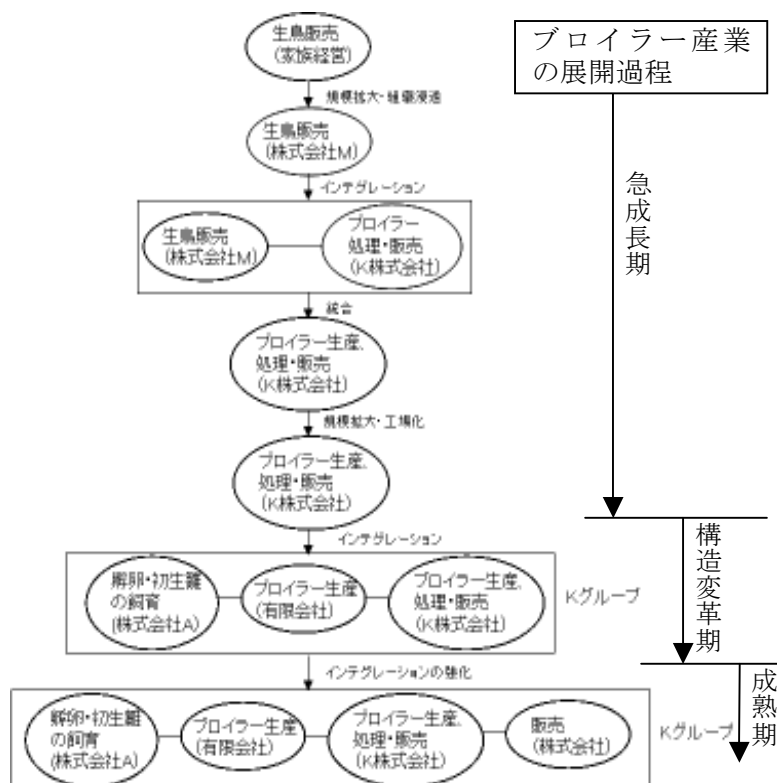 生鳥販売
(家族経営)
ブロイラー産業
の展開過程
生鳥販売
(株式会社M)
インテグレーション
生鳥販売
(株式会社M)
ブロイラー
処理・販売
(K株式会社)
急成長期
統合
ブロイラー生産、
処理・販売
(K株式会社)
規模拡大・工場化
ブロイラー生産、
処理・販売
(K株式会社)
インテグレーション
孵卵・初生雛
の飼育
(株式会社A)
ブロイラー生産
(有限会社)
ブロイラー生産、
処理・販売
(K株式会社)
Kグループ
構造変革期
インテグレーションの強化
孵卵・初生雛
の飼育
(株式会社A)
ブロイラー生産
(有限会社)
ブロイラー生産、
処理・販売
(K株式会社)
販売
(株式会社)
Kグループ
成熟期